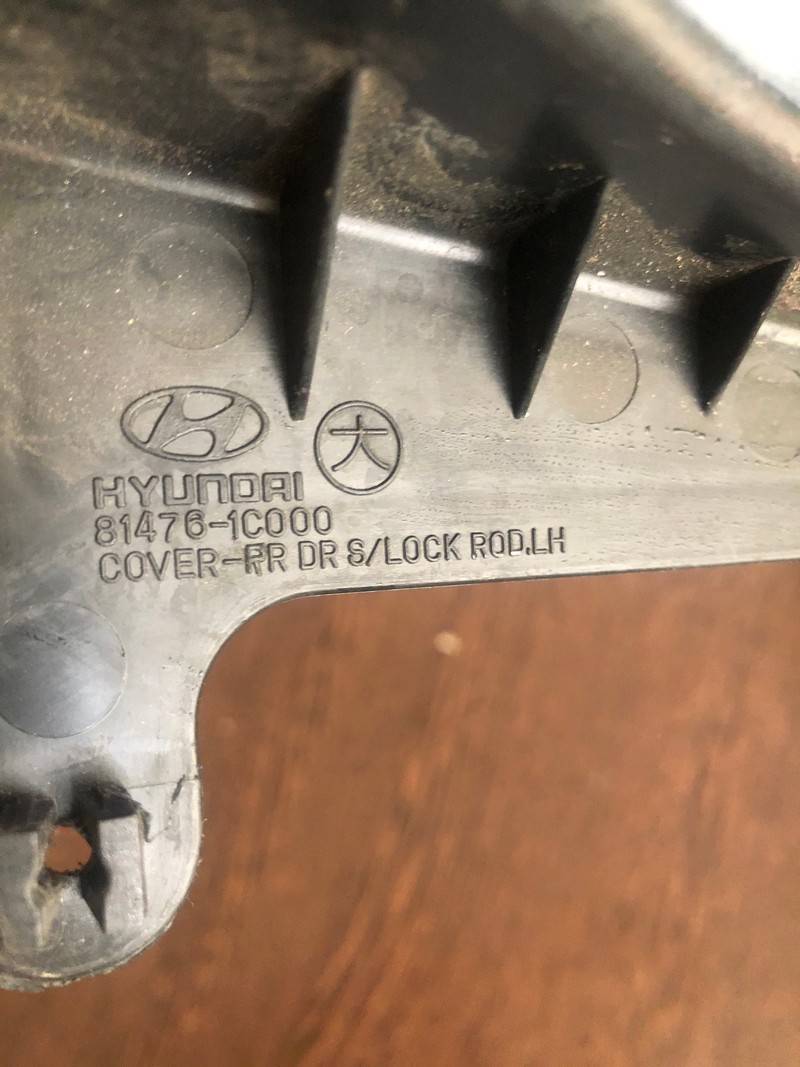 大
HYUNDAI
81476-1C000
COVER-RR DR S/LOCK ROD,LH